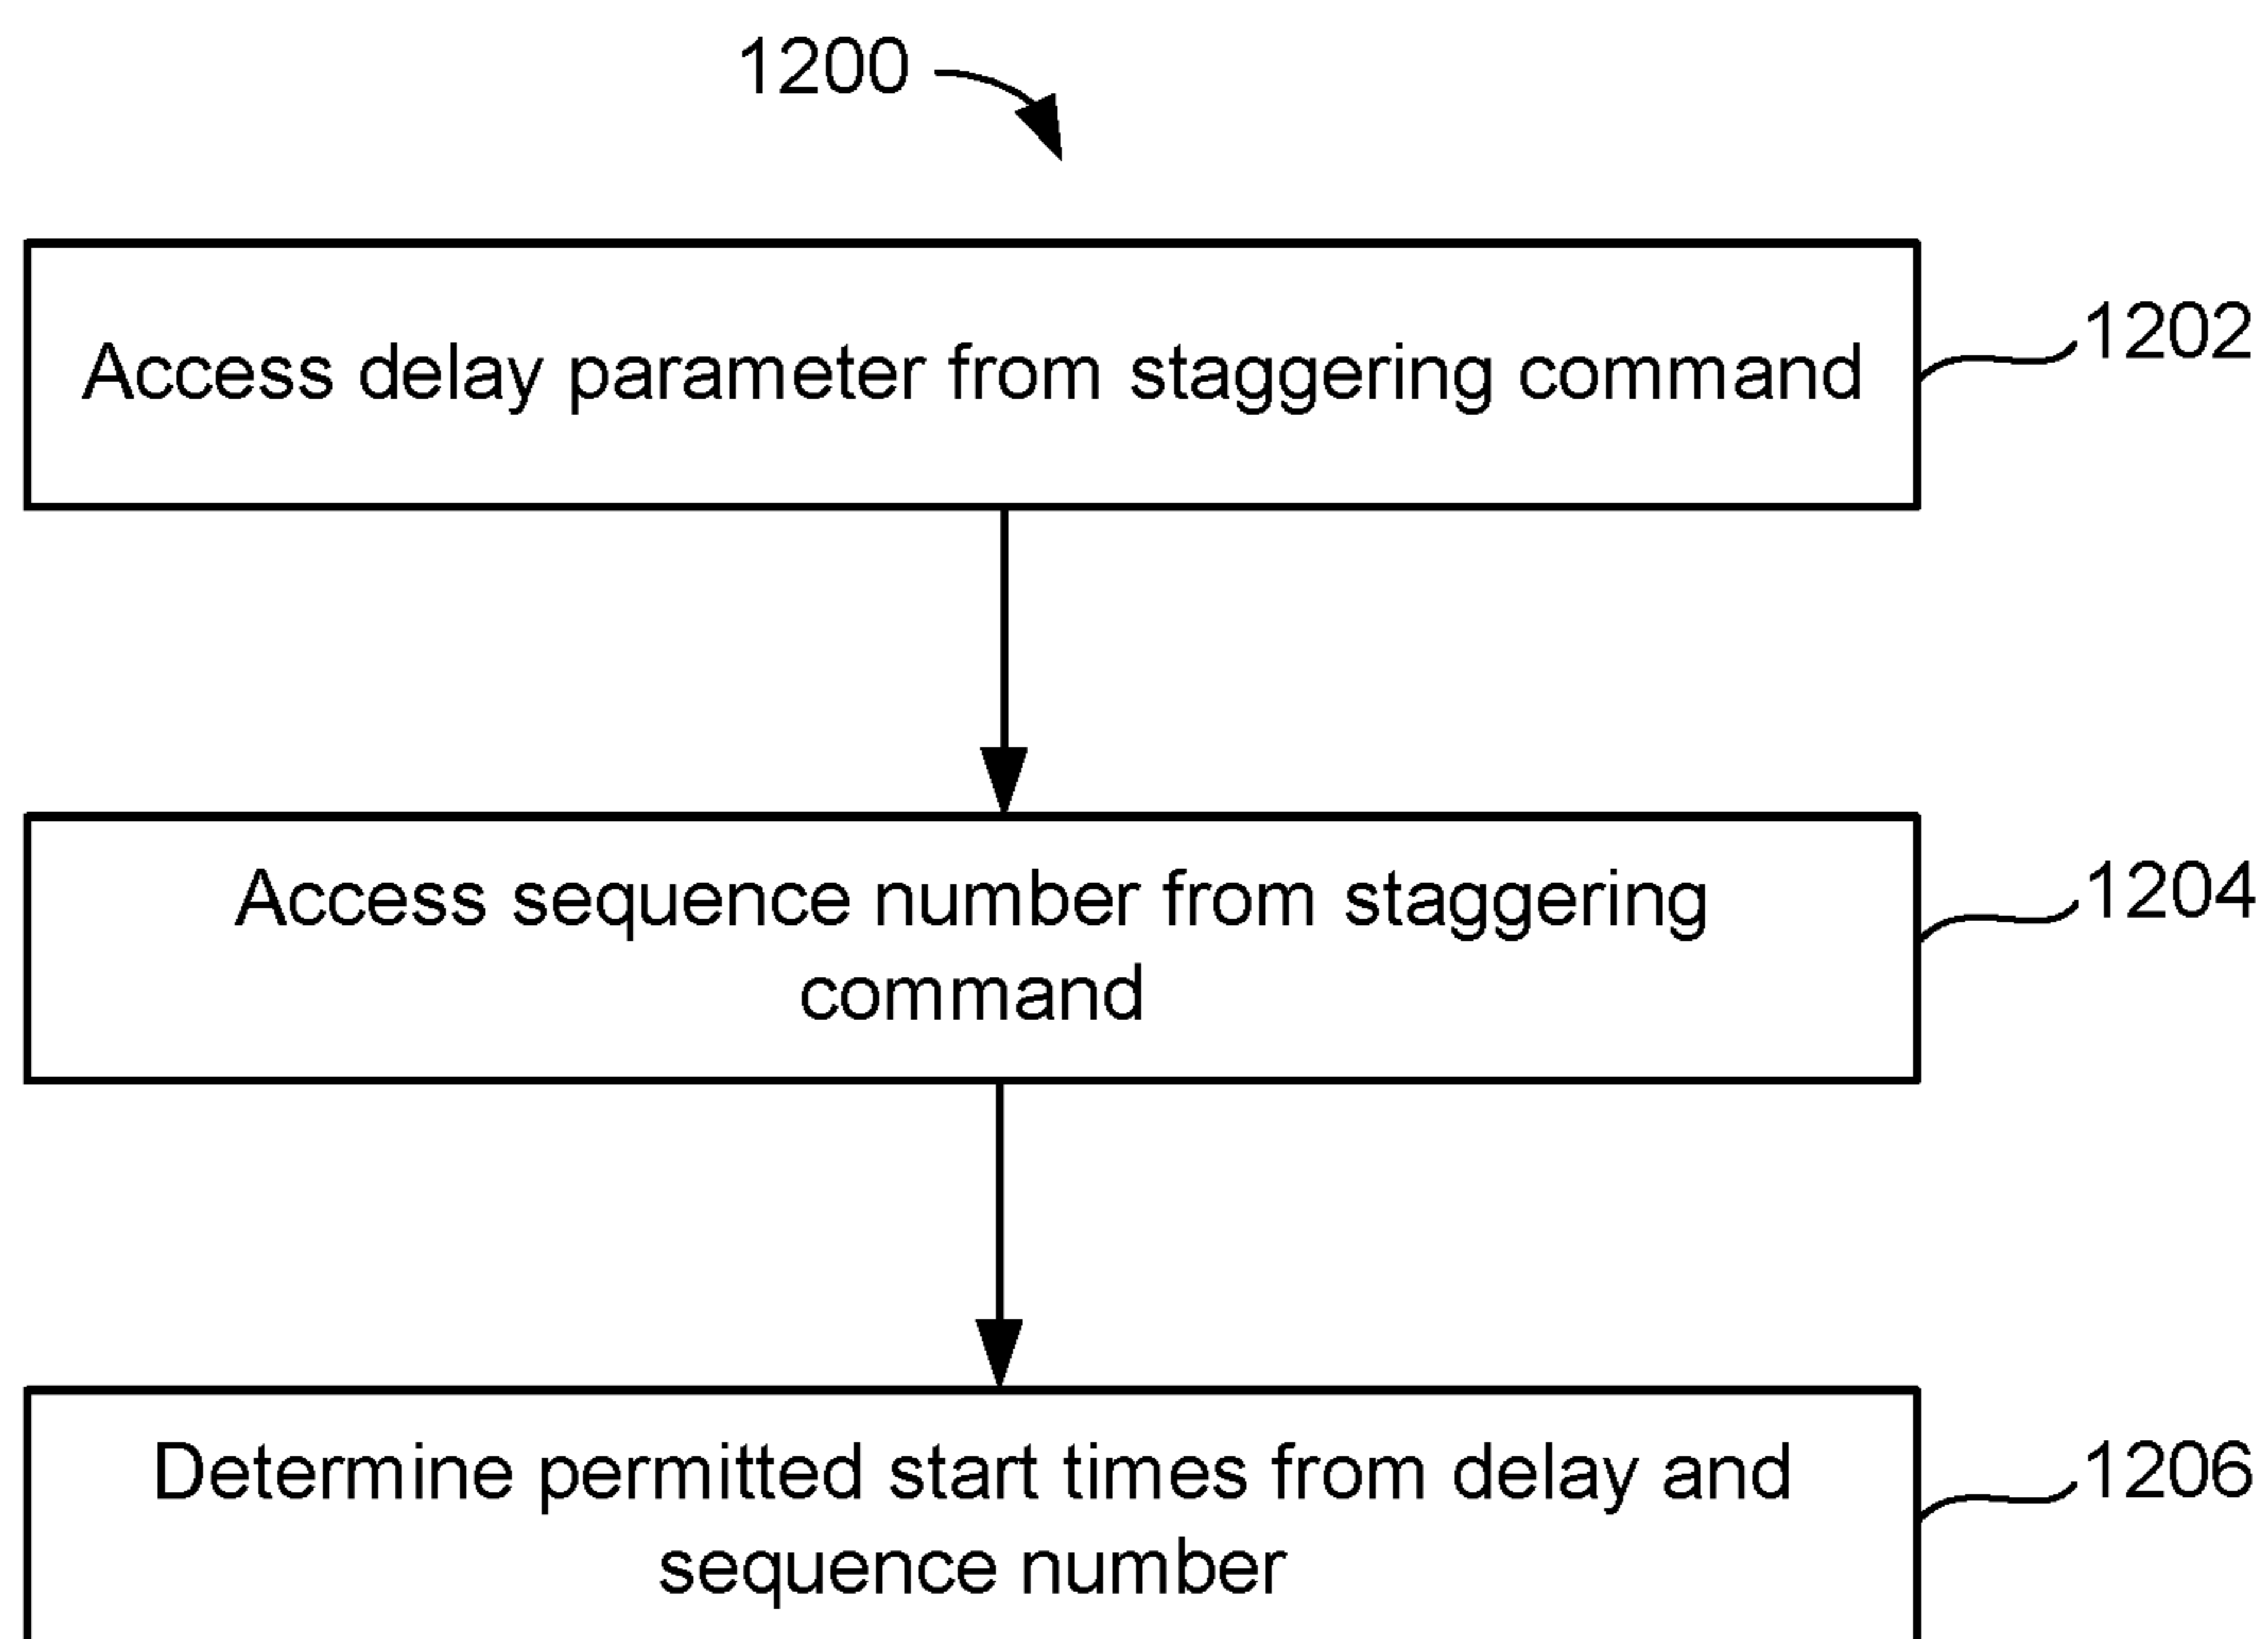 1200
Access delay parameter from staggering command
1202
Access sequence number from staggering
command
1204
Determine permitted start times from delay and
sequence number
1206